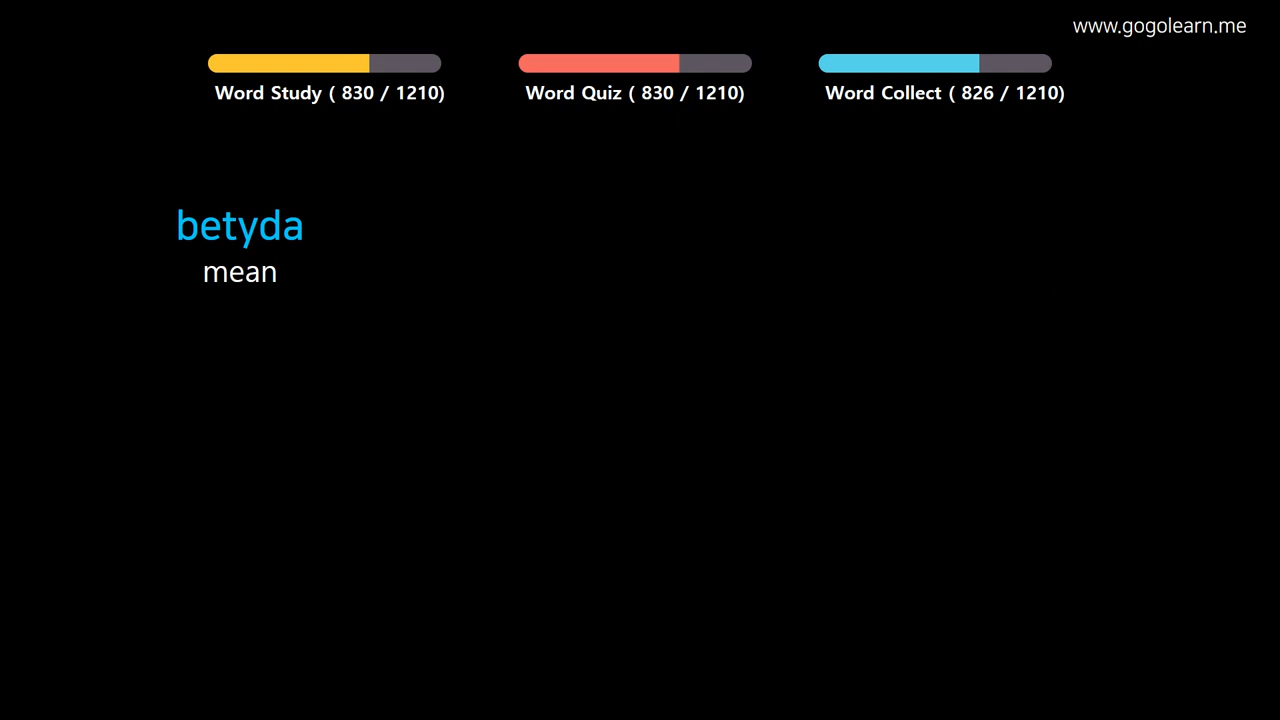 www.gogolearn.me
Word Study ( 830 / 1210)
Word Quiz ( 830 / 1210)
Word Collect ( 826 / 1210)
betyda
mean